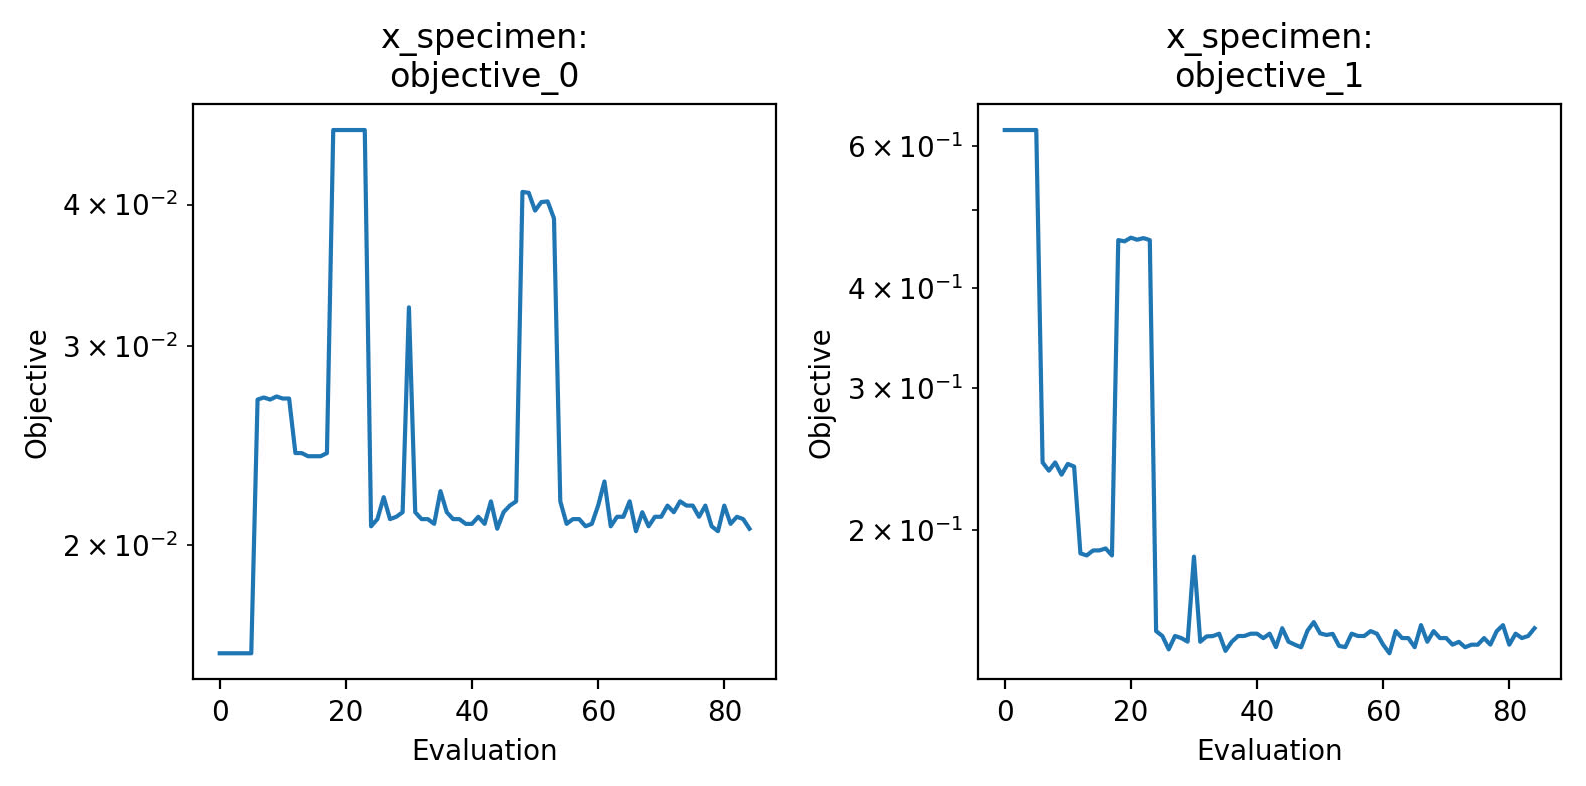 x_specimen:
objective_0
Objective
4 × 10⁻²
3 × 10⁻²
2 × 10⁻²
0 20 40 60 80
Evaluation
x_specimen:
objective_1
Objective
6 × 10⁻¹
4 × 10⁻¹
3 × 10⁻¹
2 × 10⁻¹
0 20 40 60 80
Evaluation